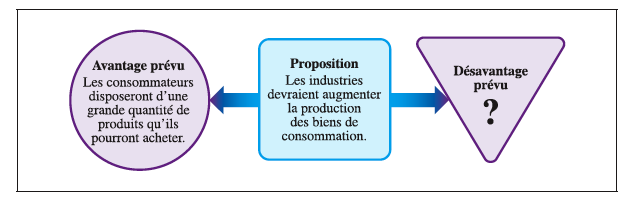 Avantage prévu
Les consommateurs
disposeront d'une
grande quantité de
produits qu'ils
pourront acheter.
Proposition
Les industries
devraient augmenter
la production
des biens de
consommation.
Désavantage
prévu
?